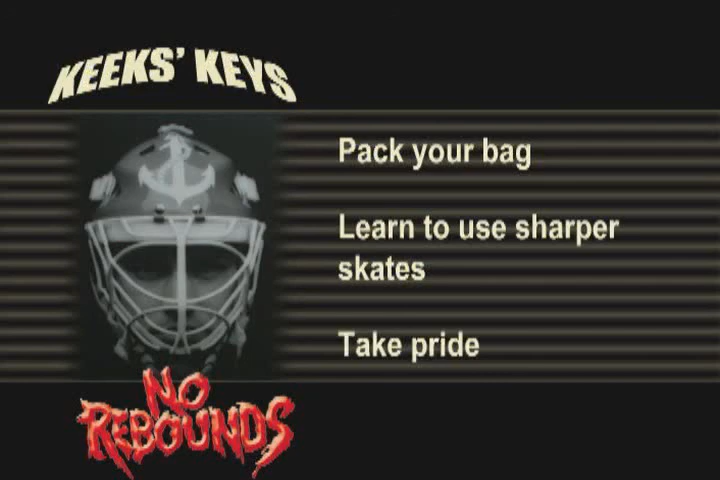 KEEKS' KEYS
Pack your bag
Learn to use sharper
skates
Take pride
NO
REBOUNDS